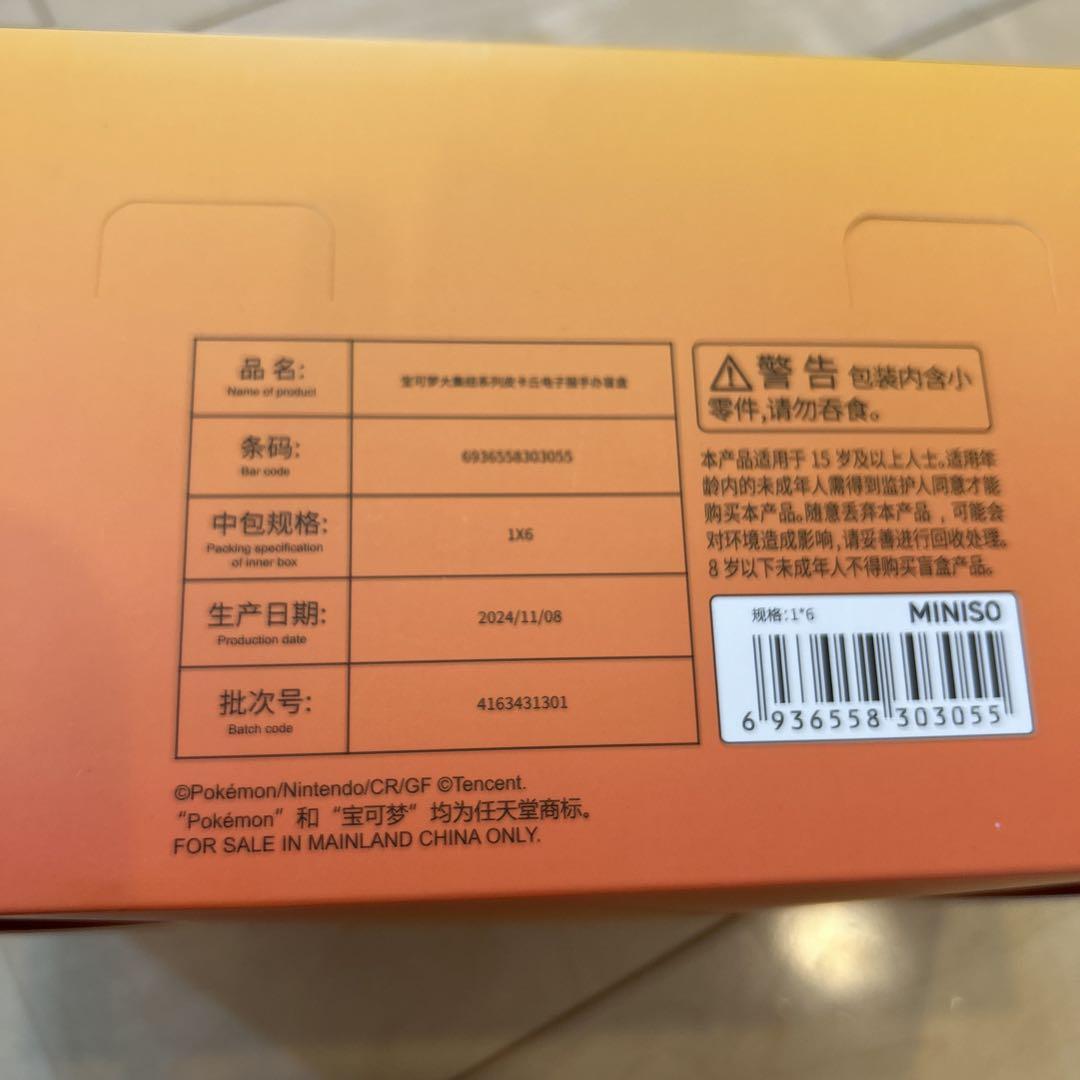 品名:
Name of product
宝可梦大集结系列皮卡丘电子猫手办盲盒
条码:
Bar code
6936558303055
中包规格:
Packing specification
of inner box
1X6
生产日期:
Production date
2024/11/08
批次号:
Batch code
4163431301
©Pokémon/Nintendo/CR/GF ©Tencent.
“Pokémon” 和 “宝可梦“ 均为任天堂商标。
FOR SALE IN MAINLAND CHINA ONLY.
警告 包装内含小
零件,请勿吞食。
本产品适用于 15 岁及以上人士。适用年
龄内的未成年人需得到监护人同意才能
购买本产品。随意丢弃本产品，可能会
对环境造成影响,请妥善进行回收处理。
8 岁以下未成年人不得购买盲盒产品。
规格:1*6
MINISO
6 936558 303055